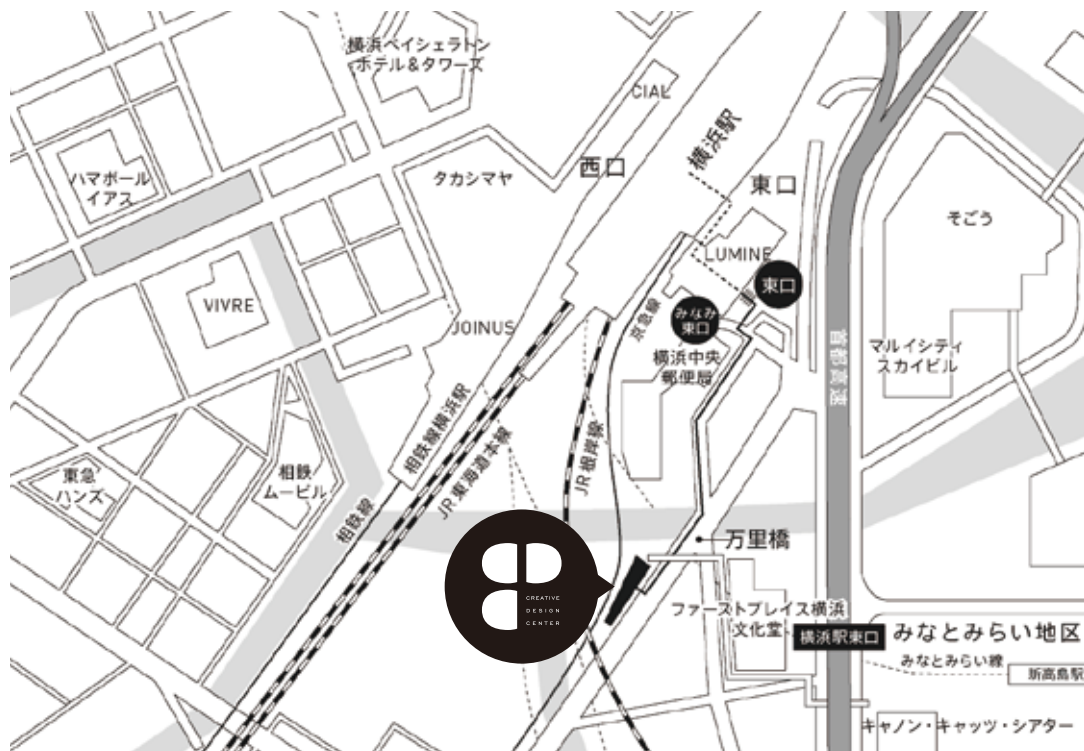 横浜ベイシェラトン
ホテル&タワーズ
CIAL
横浜駅
西口
東口
ハマボール
イアス
タカシマヤ
そごう
LUMINE
東口
VIVRE
みなみ
東口
京急線
JOINUS
横浜中央
郵便局
首都高速
マルイシティ
スカイビル
相鉄線横浜駅
JR東海道本線
JR根岸線
東急
ハンズ
相鉄
ムービル
相鉄線
万里橋
CREATIVE
DESIGN
CENTER
ファーストプレイス横浜
文化堂
横浜駅東口
みなとみらい地区
みなとみらい線
新高島駅
キャノン・キャッツ・シアター